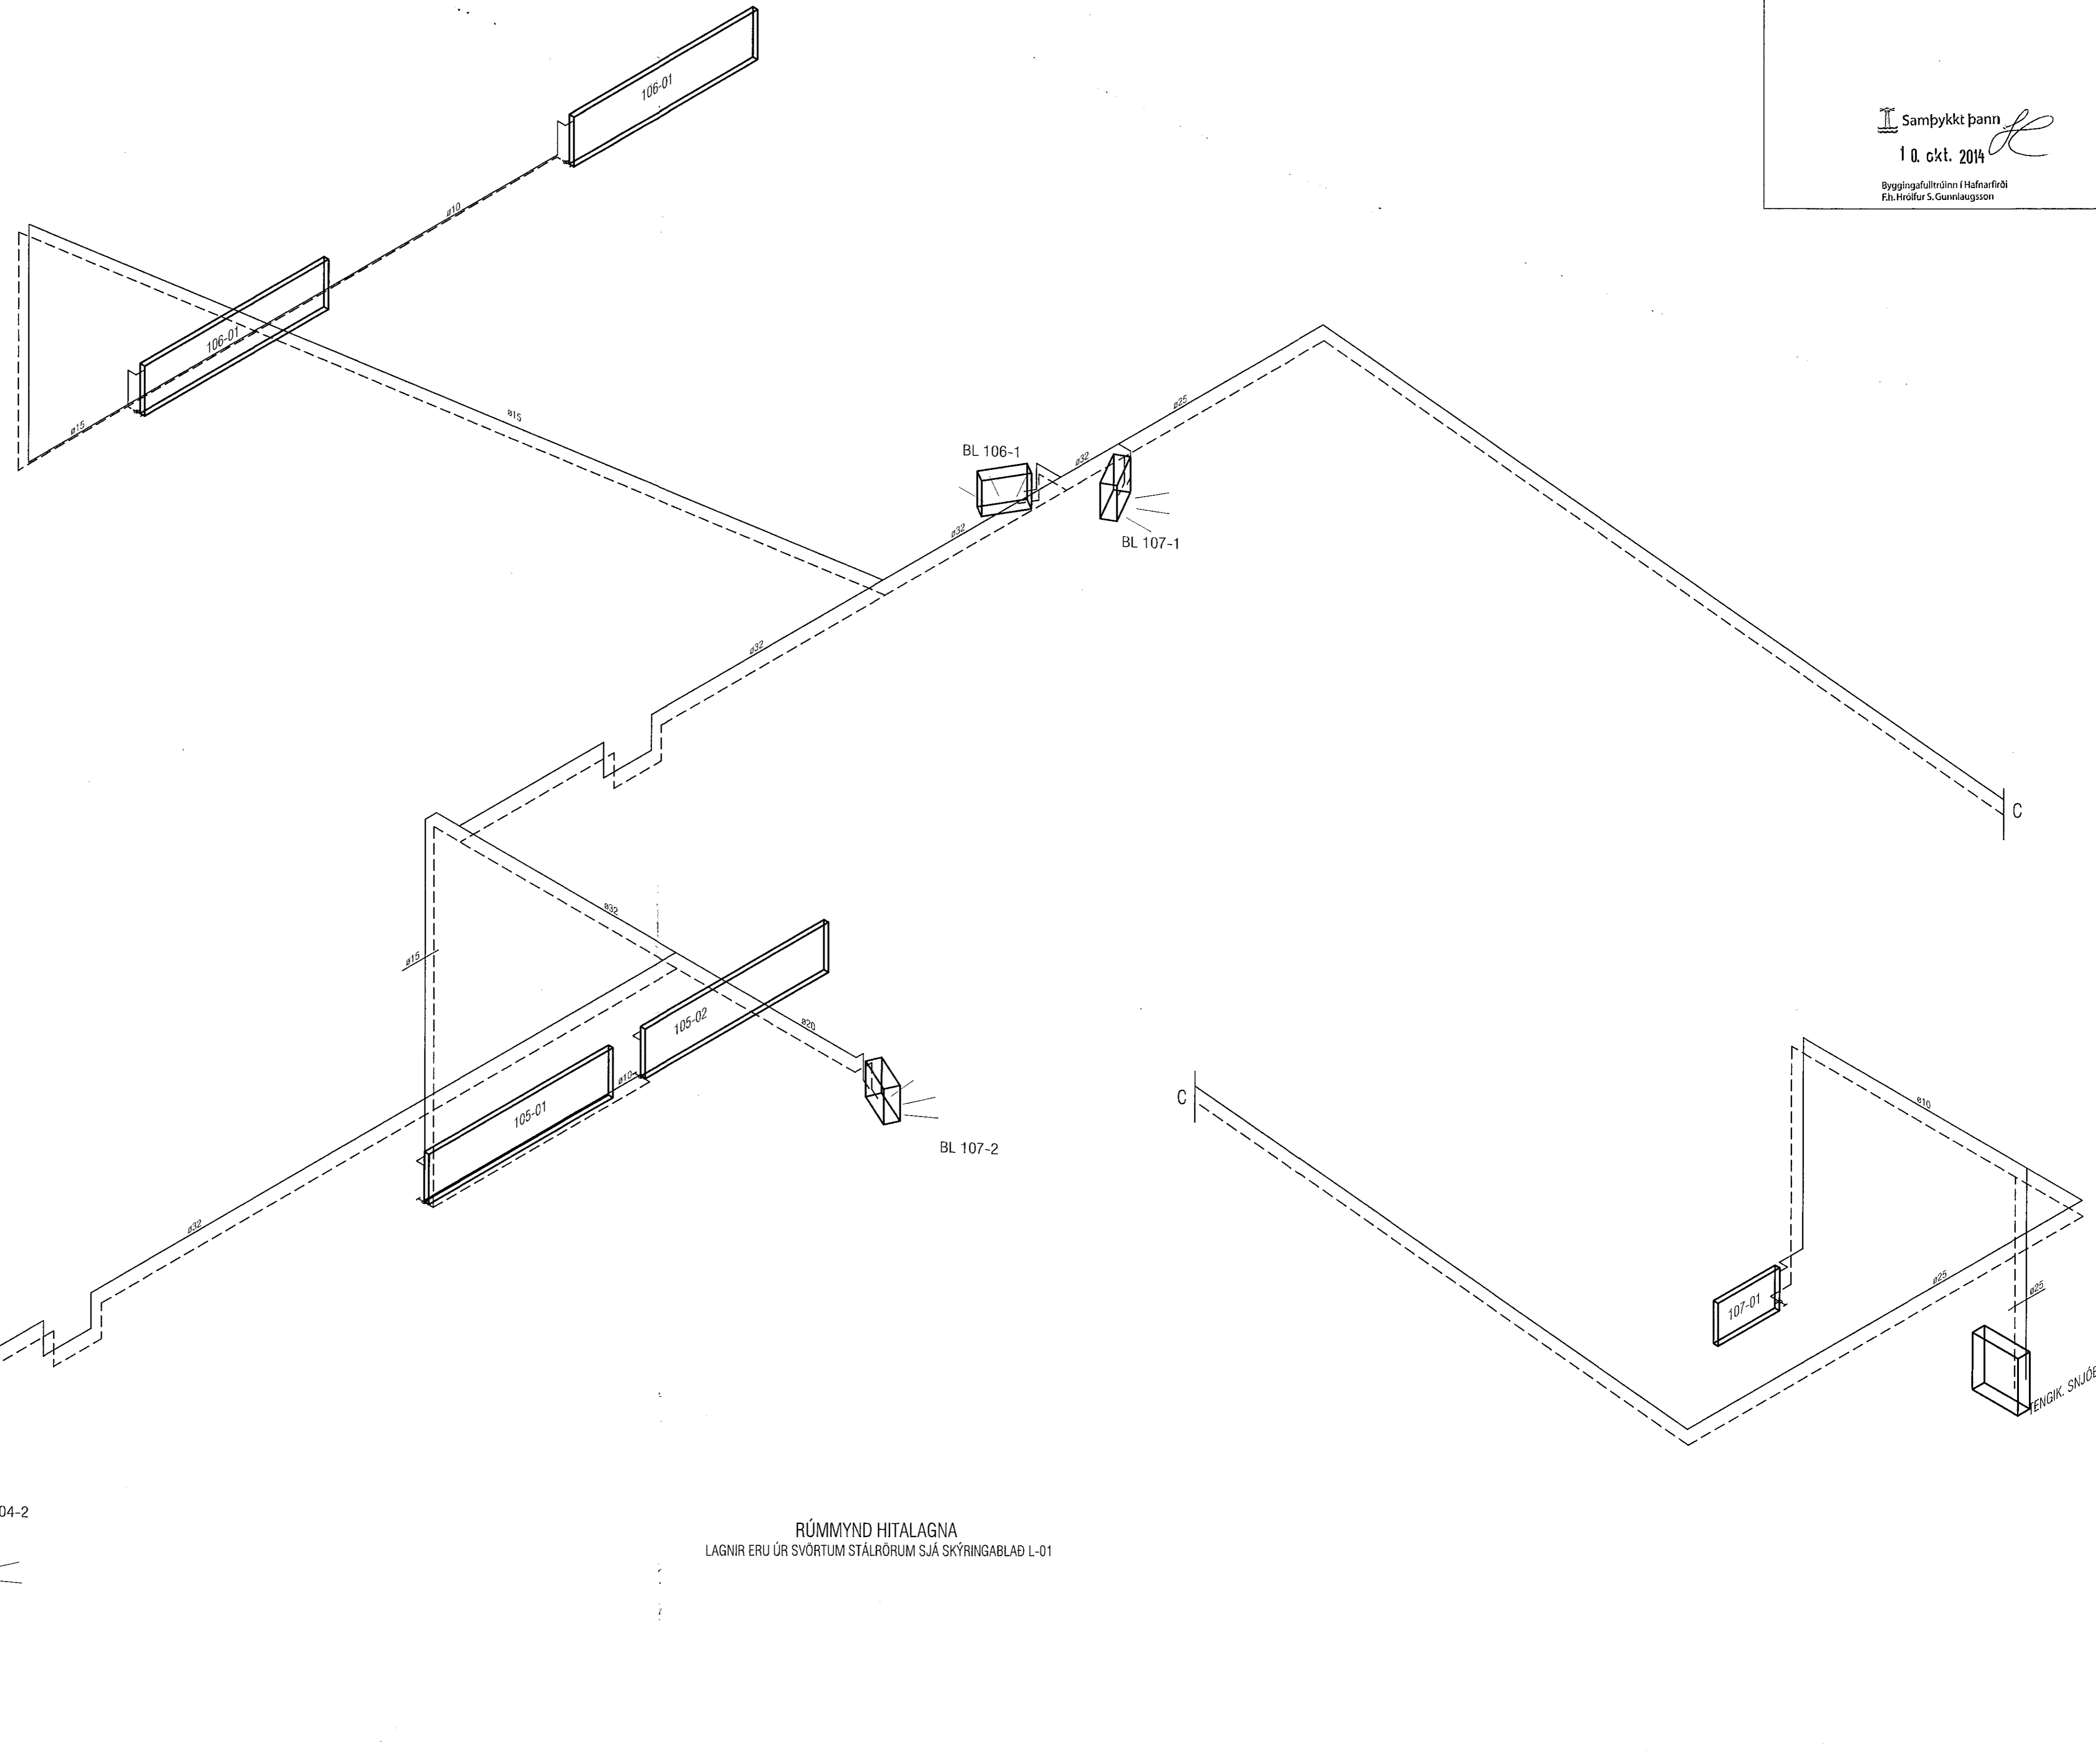 106-01
Samþykkt þann
10. okt. 2014
Byggingafulltrúinn í Hafnarfirði
F.h. Hrólfur S. Gunnlaugsson
ø10
106-01
ø15
ø15
ø25
BL 106-1
ø32
ø32
BL 107-1
ø32
C
ø32
ø15
105-02
ø20
ø10
105-01
BL 107-2
C
ø10
ø32
ø25
ø25
107-01
TENGIK.
04-2
RÚMMYND HITALAGNA
LAGNIR ERU ÚR SVÖRTUM STÁLRÖRUM SJÁ SKÝRINGABLAÐ L-01